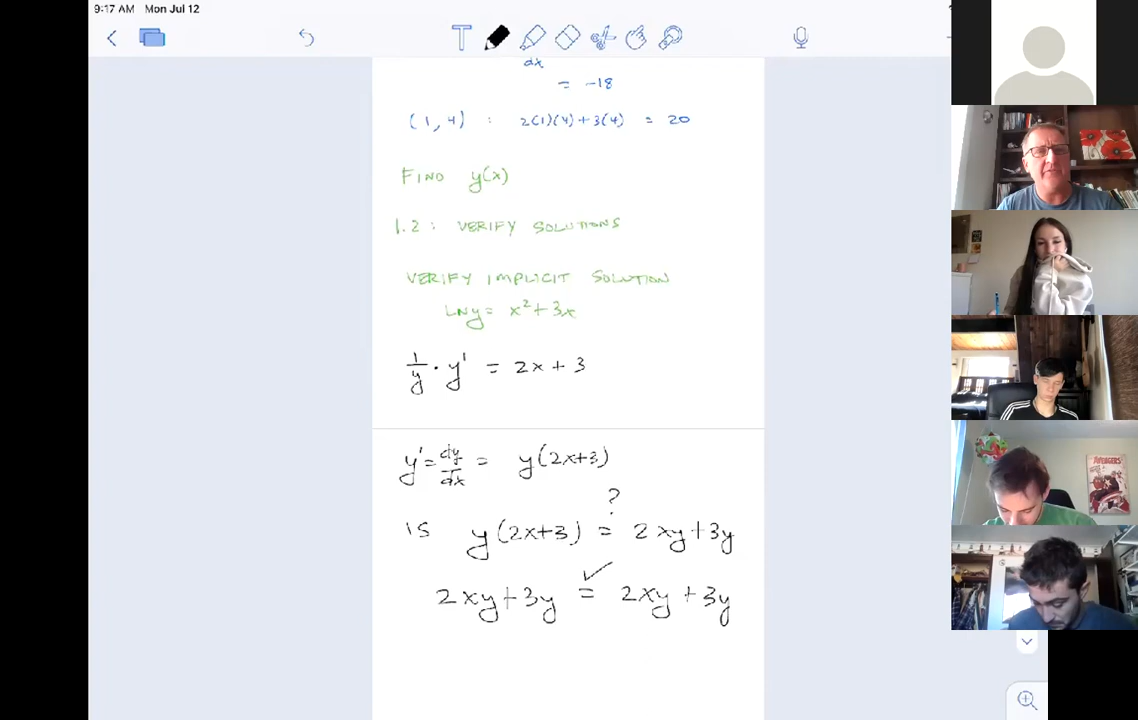 9:17 AM Mon Jul 12
T
dx
= -18
(1, 4) : 2(1)(4) + 3(4) = 20
FIND y(x)
1.2: VERIFY SOLUTIONS
VERIFY IMPLICIT SOLUTION
LNy = x² + 3x
1/y · y' = 2x + 3
y' = dy/dx = y(2x+3)
?
IS y(2x+3) = 2xy + 3y
✓
2xy + 3y = 2xy + 3y
AVENGERS